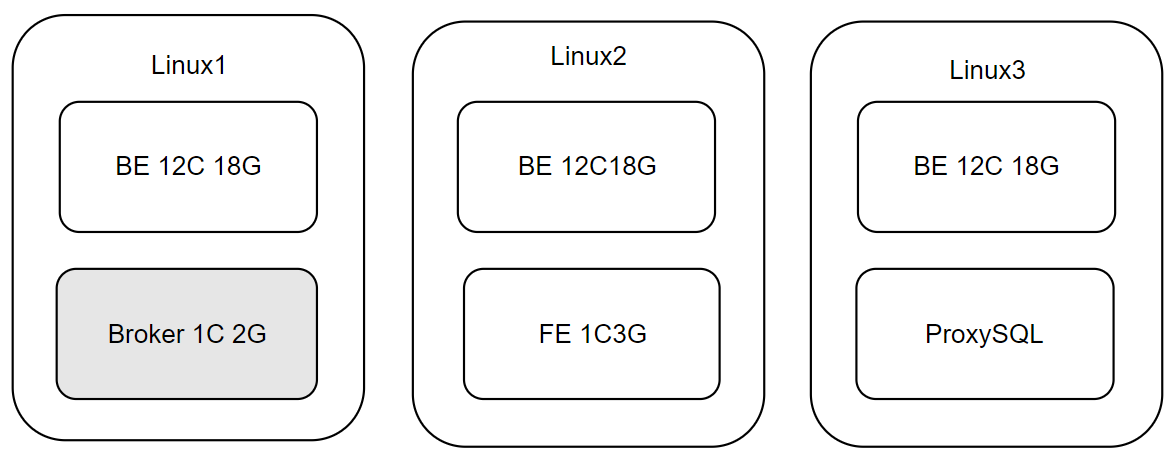 Linux1
BE 12C 18G
Broker 1C 2G
Linux2
BE 12C18G
FE 1C3G
Linux3
BE 12C 18G
ProxySQL